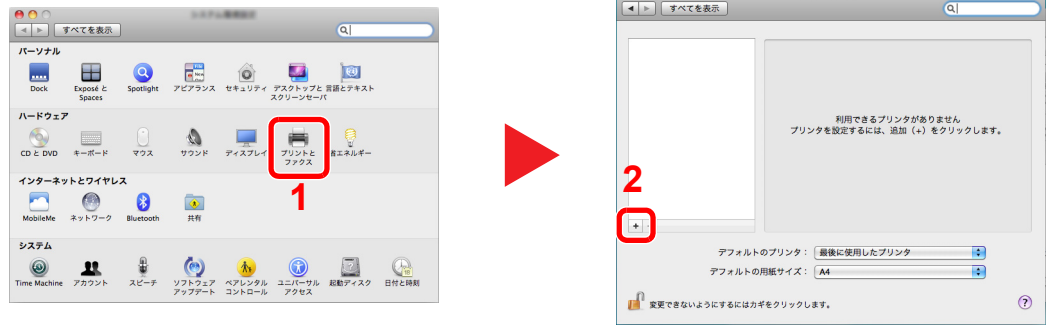 すべてを表示
パーソナル
Dock
Exposé と
Spaces
Spotlight
アピアランス
セキュリティ
デスクトップと
スクリーンセーバ
言語とテキスト
ハードウェア
CD と DVD
キーボード
マウス
サウンド
ディスプレイ
プリントと
ファクス
省エネルギー
1
インターネットとワイヤレス
MobileMe
ネットワーク
Bluetooth
共有
システム
Time Machine
アカウント
スピーチ
ソフトウェア
アップデート
ペアレンタル
コントロール
ユニバーサル
アクセス
起動ディスク
日付と時刻
すべてを表示
利用できるプリンタがありません
プリンタを設定するには、追加（+）をクリックします。
2
+
デフォルトのプリンタ： 最後に使用したプリンタ
デフォルトの用紙サイズ： A4
変更できないようにするにはカギをクリックします。
?